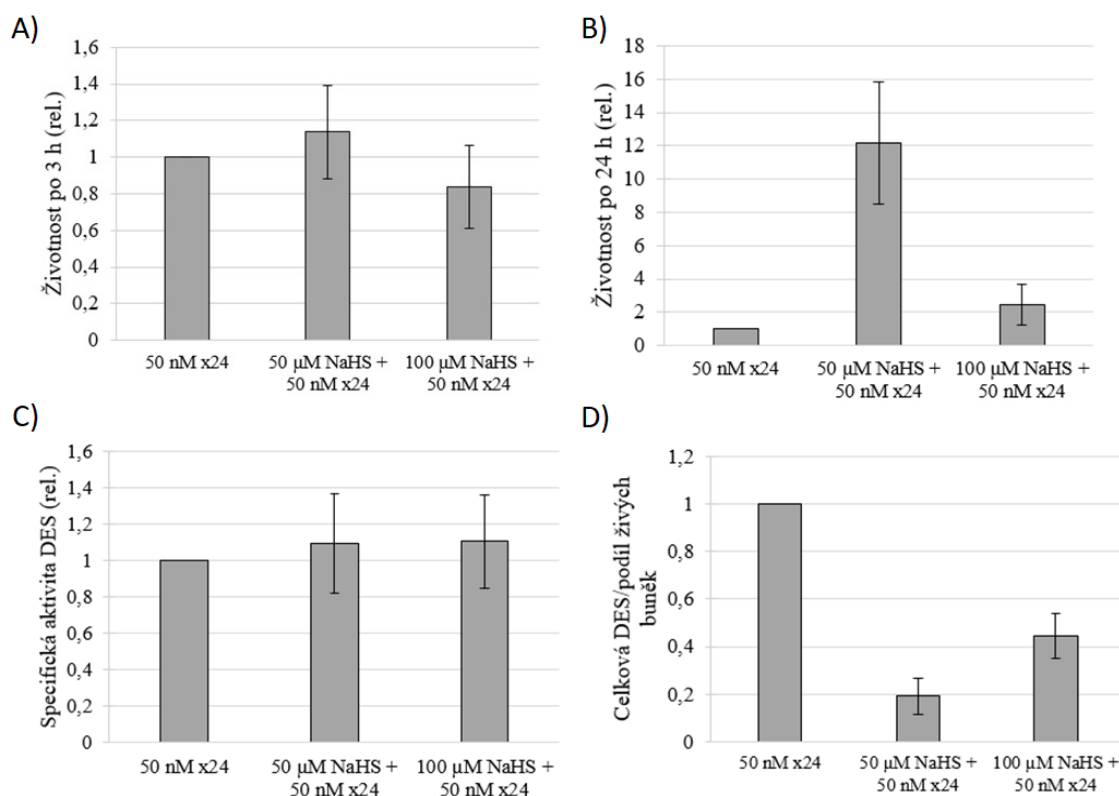 A)
Životnost po 3 h (rel.)
1,6
1,4
1,2
1
0,8
0,6
0,4
0,2
0
50 nM x24
50 µM NaHS +
50 nM x24
100 µM NaHS +
50 nM x24
B)
Životnost po 24 h (rel.)
18
16
14
12
10
8
6
4
2
0
50 nM x24
50 µM NaHS +
50 nM x24
100 µM NaHS +
50 nM x24
C)
Specifická aktivita DES (rel.)
1,6
1,4
1,2
1
0,8
0,6
0,4
0,2
0
50 nM x24
50 µM NaHS +
50 nM x24
100 µM NaHS +
50 nM x24
D)
Celková DES/podíl živých
buněk
1,2
1
0,8
0,6
0,4
0,2
0
50 nM x24
50 µM NaHS +
50 nM x24
100 µM NaHS +
50 nM x24